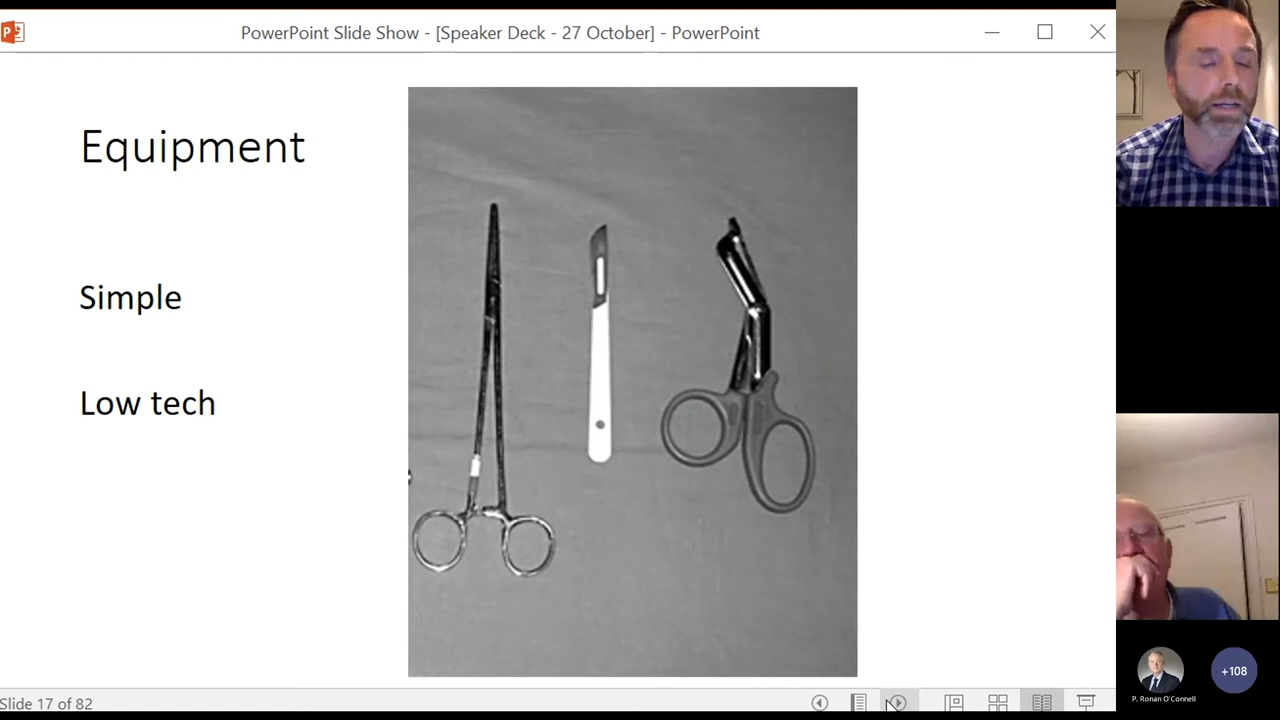 P
PowerPoint Slide Show - [Speaker Deck - 27 October] - PowerPoint
Equipment
Simple
Low tech
Slide 17 of 82
P. Ronan O'Connell
+108